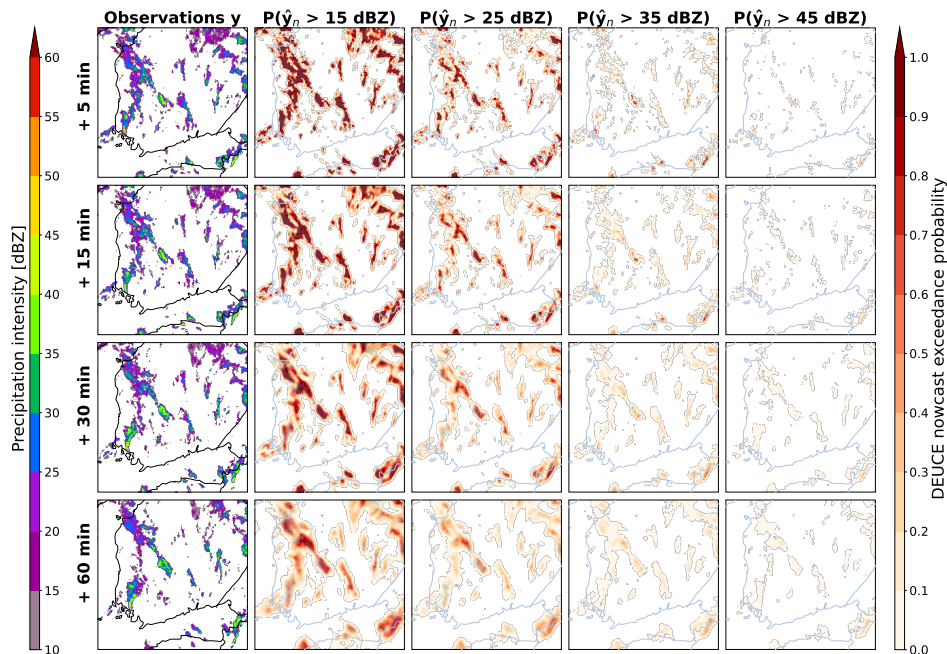 Observations y
P(ŷn > 15 dBZ)
P(ŷn > 25 dBZ)
P(ŷn > 35 dBZ)
P(ŷn > 45 dBZ)
+ 5 min
+ 15 min
+ 30 min
+ 60 min
Precipitation intensity [dBZ]
60
55
50
45
40
35
30
25
20
15
10
DEUCE nowcast exceedance probability
1.0
0.9
0.8
0.7
0.6
0.5
0.4
0.3
0.2
0.1
0.0